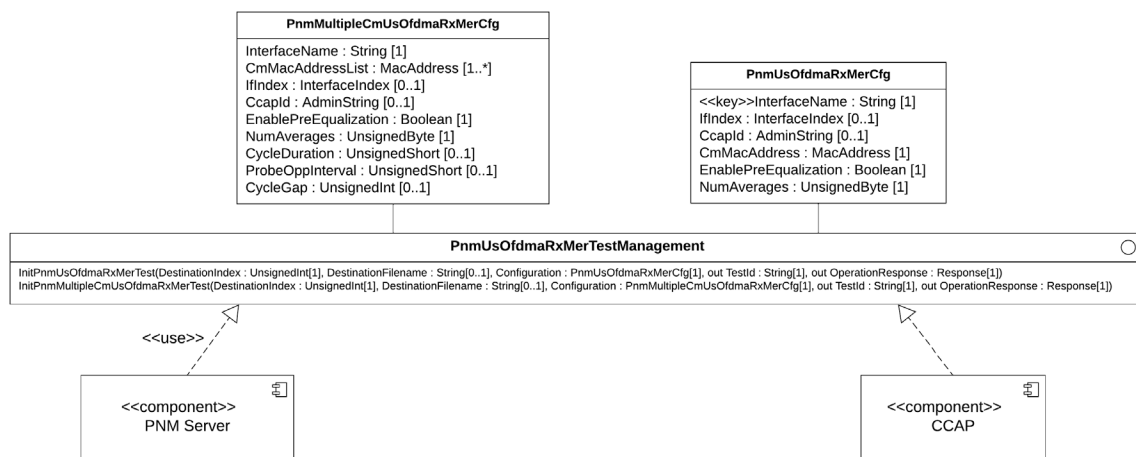 PnmMultipleCmUsOfdmaRxMerCfg
InterfaceName : String [1]
CmMacAddressList : MacAddress [1..*]
IfIndex : InterfaceIndex [0..1]
CcapId : AdminString [0..1]
EnablePreEqualization : Boolean [1]
NumAverages : UnsignedByte [1]
CycleDuration : UnsignedShort [0..1]
ProbeOppInterval : UnsignedShort [0..1]
CycleGap : UnsignedInt [0..1]
PnmUsOfdmaRxMerCfg
<<key>>InterfaceName : String [1]
IfIndex : InterfaceIndex [0..1]
CcapId : AdminString [0..1]
CmMacAddress : MacAddress [1]
EnablePreEqualization : Boolean [1]
NumAverages : UnsignedByte [1]
PnmUsOfdmaRxMerTestManagement
InitPnmUsOfdmaRxMerTest(DestinationIndex : UnsignedInt[1], DestinationFilename : String[0..1], Configuration : PnmUsOfdmaRxMerCfg[1], out TestId : String[1], out OperationResponse : Response[1])
InitPnmMultipleCmUsOfdmaRxMerTest(DestinationIndex : UnsignedInt[1], DestinationFilename : String[0..1], Configuration : PnmMultipleCmUsOfdmaRxMerCfg[1], out TestId : String[1], out OperationResponse : Response[1])
<<use>>
<<component>>
PNM Server
<<component>>
CCAP